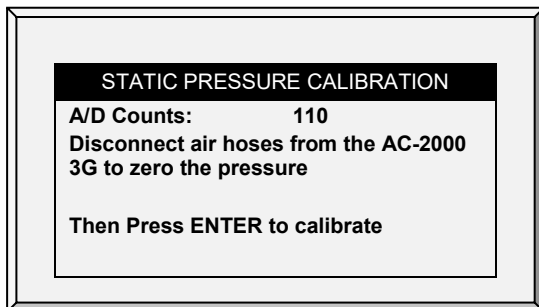 STATIC PRESSURE CALIBRATION
A/D Counts: 110
Disconnect air hoses from the AC-2000
3G to zero the pressure
Then Press ENTER to calibrate